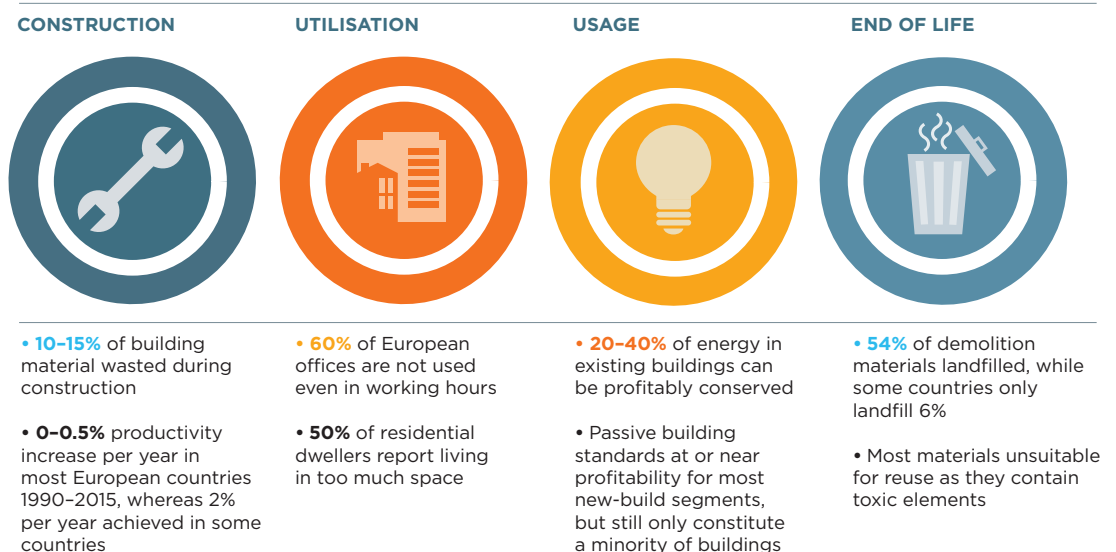 CONSTRUCTION
UTILISATION
USAGE
END OF LIFE
• 10–15% of building
material wasted during
construction
• 0–0.5% productivity
increase per year in
most European countries
1990–2015, whereas 2%
per year achieved in some
countries
• 60% of European
offices are not used
even in working hours
• 50% of residential
dwellers report living
in too much space
• 20–40% of energy in
existing buildings can
be profitably conserved
• Passive building
standards at or near
profitability for most
new-build segments,
but still only constitute
a minority of buildings
• 54% of demolition
materials landfilled, while
some countries only
landfill 6%
• Most materials unsuitable
for reuse as they contain
toxic elements